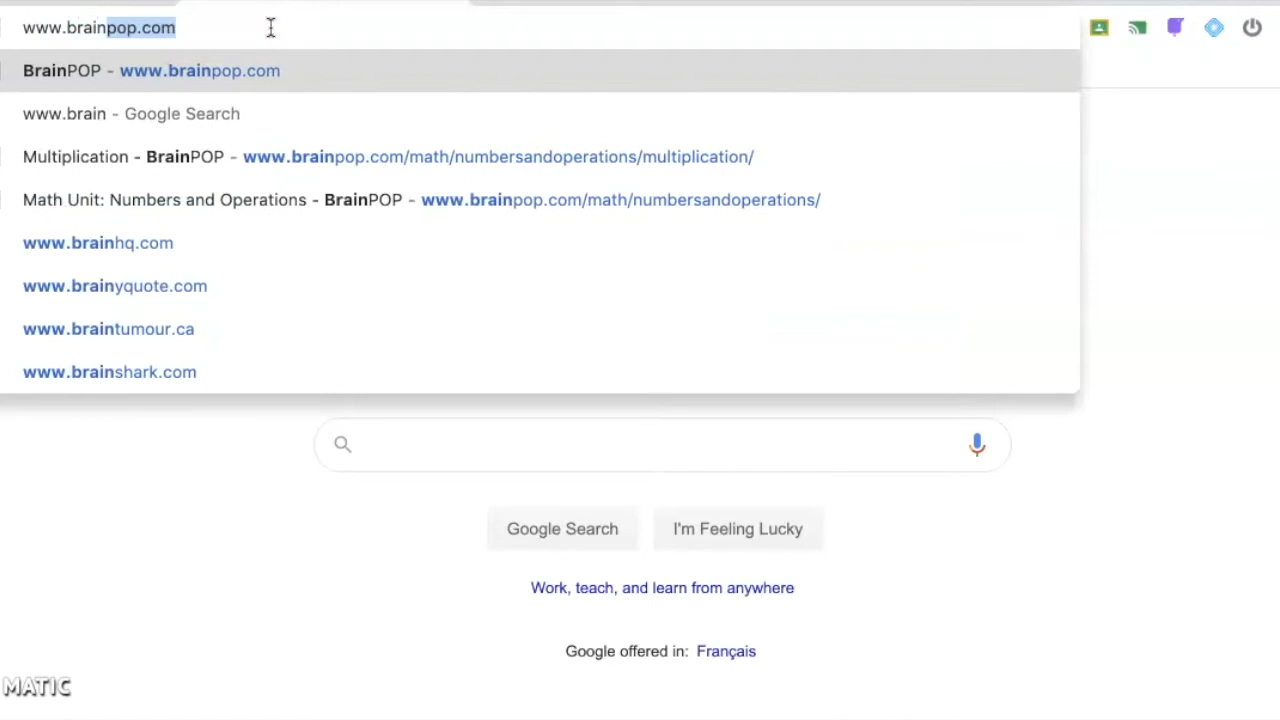 www.brainpop.com
BrainPOP - www.brainpop.com
www.brain - Google Search
Multiplication - BrainPOP - www.brainpop.com/math/numbersandoperations/multiplication/
Math Unit: Numbers and Operations - BrainPOP - www.brainpop.com/math/numbersandoperations/
www.brainhq.com
www.brainyquote.com
www.braintumour.ca
www.brainshark.com
Google Search
I'm Feeling Lucky
Work, teach, and learn from anywhere
Google offered in: Français
MATIC